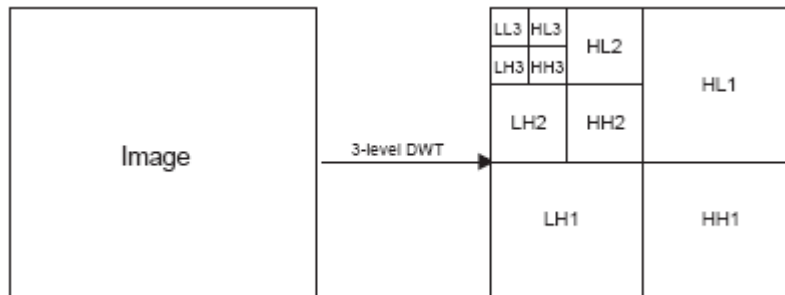 LL3 HL3
HL2
LH3 HH3
HL1
LH2 HH2
Image
3-level DWT
LH1 HH1